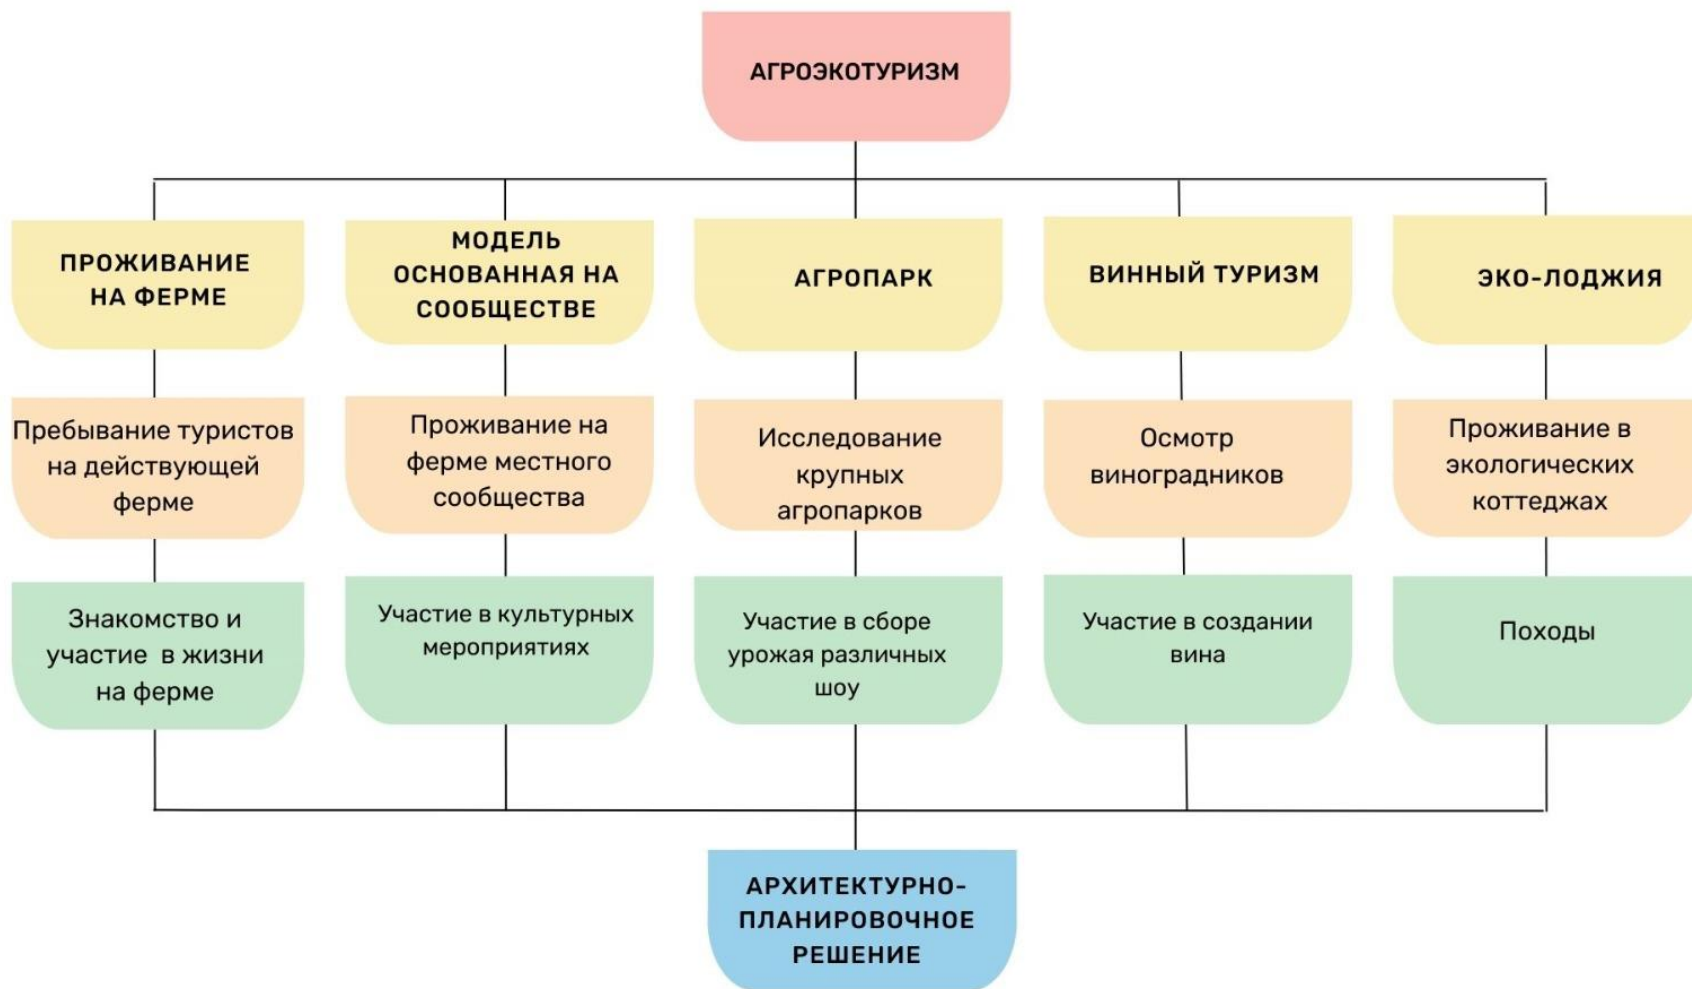 АГРОЭКОТУРИЗМ
ПРОЖИВАНИЕ
НА ФЕРМЕ
МОДЕЛЬ
ОСНОВАННАЯ НА
СООБЩЕСТВЕ
АГРОПАРК
ВИННЫЙ ТУРИЗМ
ЭКО-ЛОДЖИЯ
Пребывание туристов
на действующей
ферме
Проживание на
ферме местного
сообщества
Исследование
крупных
агропарков
Осмотр
виноградников
Проживание в
экологических
коттеджах
Знакомство и
участие в жизни
на ферме
Участие в культурных
мероприятиях
Участие в сборе
урожая различных
шоу
Участие в создании
вина
Походы
АРХИТЕКТУРНО-
ПЛАНИРОВОЧНОЕ
РЕШЕНИЕ